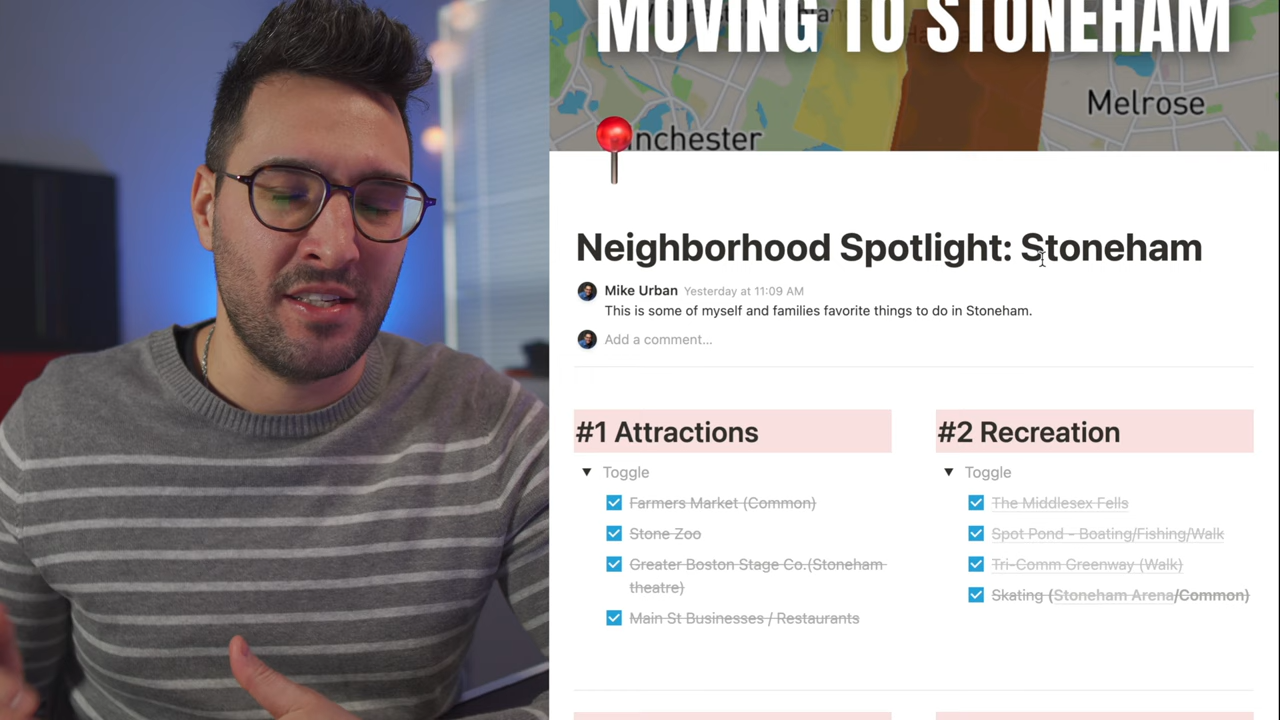 MOVING TO STONEHAM
Melrose
inchester
Neighborhood Spotlight: Stoneham
Mike Urban Yesterday at 11:09 AM
This is some of myself and families favorite things to do in Stoneham.
Add a comment...
#1 Attractions
Toggle
Farmers Market (Common)
Stone Zoo
Greater Boston Stage Co.(Stoneham
theatre)
Main St Businesses / Restaurants
#2 Recreation
Toggle
The Middlesex Fells
Spot Pond - Boating/Fishing/Walk
Tri-Comm Greenway (Walk)
Skating (Stoneham Arena/Common)